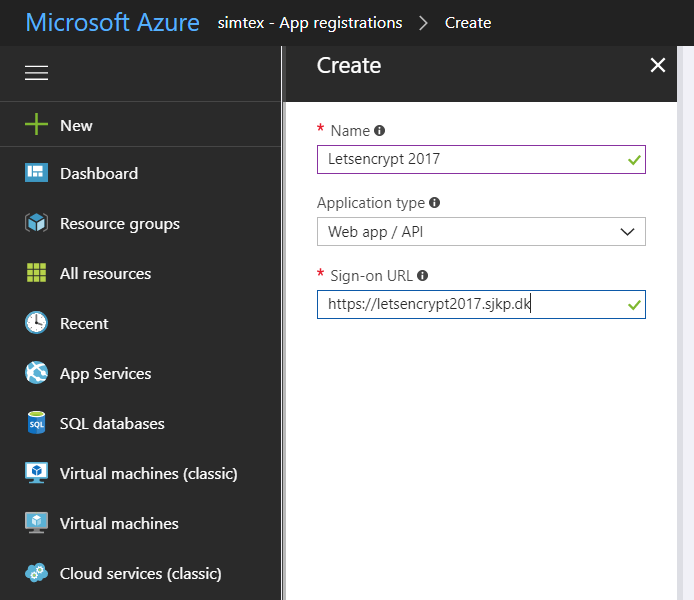 Microsoft Azure simtex - App registrations > Create
Create
New
* Name
Letsencrypt 2017
Dashboard
Application type
Resource groups
Web app / API
All resources
* Sign-on URL
https://letsencrypt2017.sjkp.dk
Recent
App Services
SQL databases
Virtual machines (classic)
Virtual machines
Cloud services (classic)